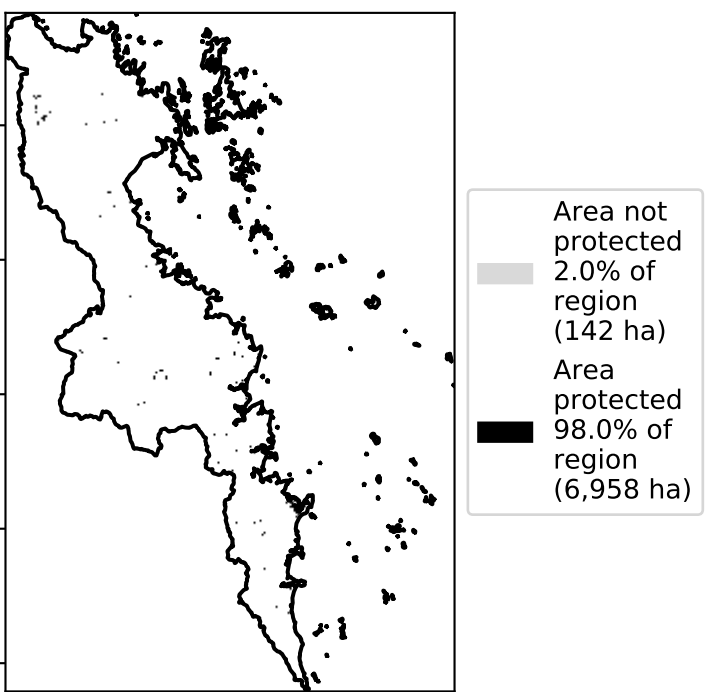 Area not
protected
2.0% of
region
(142 ha)
Area
protected
98.0% of
region
(6,958 ha)